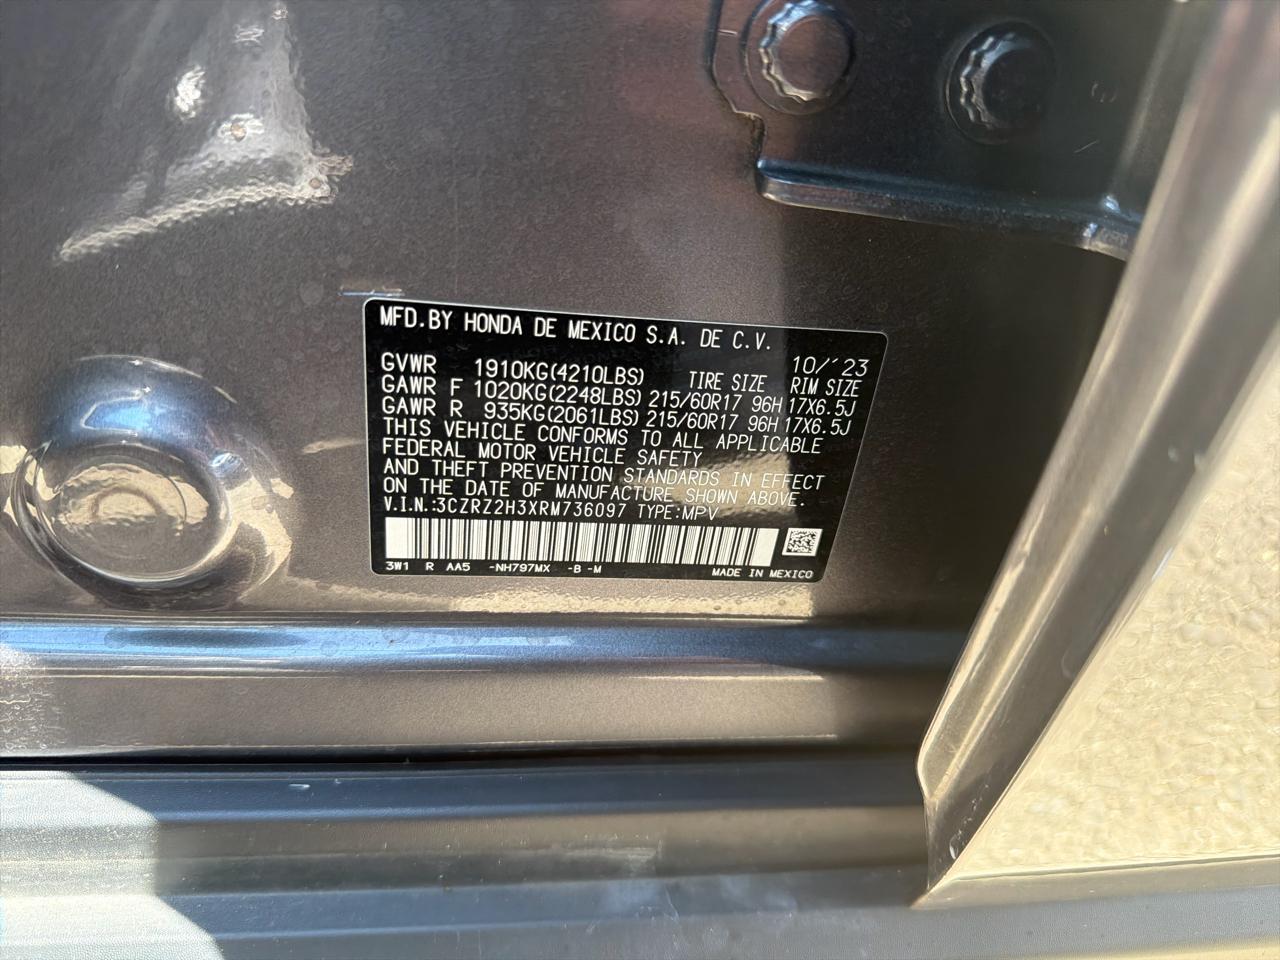 MFD.BY HONDA DE MEXICO S.A. DE C.V.
10/'23
GVWR 1910KG(4210LBS) TIRE SIZE RIM SIZE
GAWR F 1020KG(2248LBS) 215/60R17 96H 17X6.5J
GAWR R 935KG(2061LBS) 215/60R17 96H 17X6.5J
THIS VEHICLE CONFORMS TO ALL APPLICABLE
FEDERAL MOTOR VEHICLE SAFETY
AND THEFT PREVENTION STANDARDS IN EFFECT
ON THE DATE OF MANUFACTURE SHOWN ABOVE.
V.I.N.:3CZRZ2H3XRM736097 TYPE:MPV
3W1 R AA5 -NH797MX -B -M MADE IN MEXICO